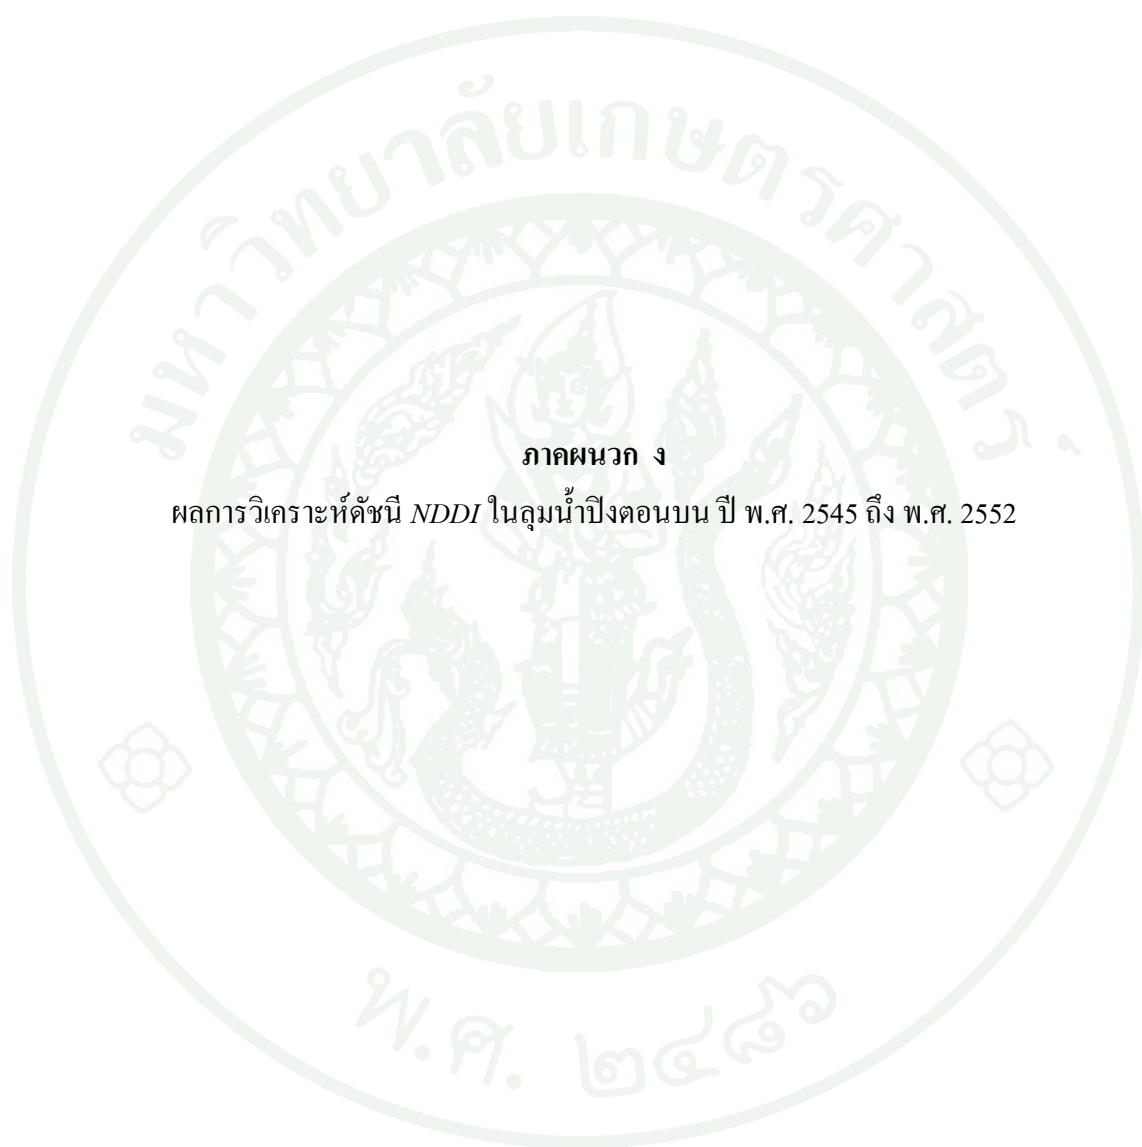 มหาวิทยาลัยเกษตรศาสตร์
ภาคผนวก ง
ผลการวิเคราะห์ดัชนี NDDI ในลุ่มน้ำปิงตอนบน ปี พ.ศ. 2545 ถึง พ.ศ. 2552
พ.ศ. ๒๔๘๖